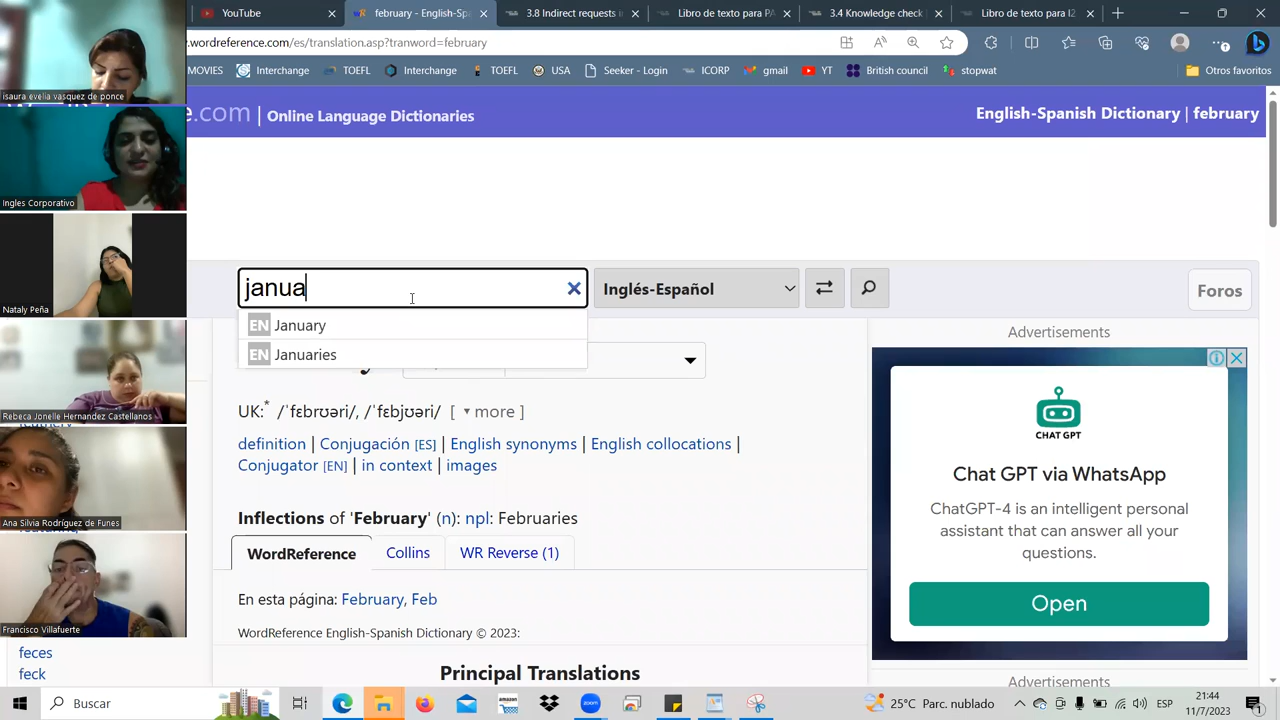 YouTube
february - English-Spa
3.8 Indirect requests in
Libro de texto para PA
3.4 Knowledge check
Libro de texto para I2
.wordreference.com/es/translation.asp?tranword=february
MOVIES
Interchange
TOEFL
Interchange
TOEFL
USA
Seeker - Login
ICORP
gmail
YT
British council
stopwat
Otros favoritos
.com | Online Language Dictionaries
English-Spanish Dictionary | february
janua
Inglés-Español
Foros
EN January
EN Januaries
Advertisements
UK:* /ˈfɛbrʊəri/, /ˈfɛbjʊəri/ [ ▼more ]
definition | Conjugación [ES] | English synonyms | English collocations |
Conjugator [EN] | in context | images
Inflections of 'February' (n): npl: Februaries
WordReference
Collins
WR Reverse (1)
En esta página: February, Feb
WordReference English-Spanish Dictionary © 2023:
Principal Translations
CHAT GPT
Chat GPT via WhatsApp
ChatGPT-4 is an intelligent personal
assistant that can answer all your
questions.
Open
Advertisements
isaura evelia vasquez de ponce
Ingles Corporativo
Nataly Peña
Rebeca Jonelle Hernandez Castellanos
Ana Silvia Rodríguez de Funes
Francisco Villafuerte
feces
feck
Buscar
amazon
zoom
25°C Parc. nublado
ESP
21:44
11/7/2023
1